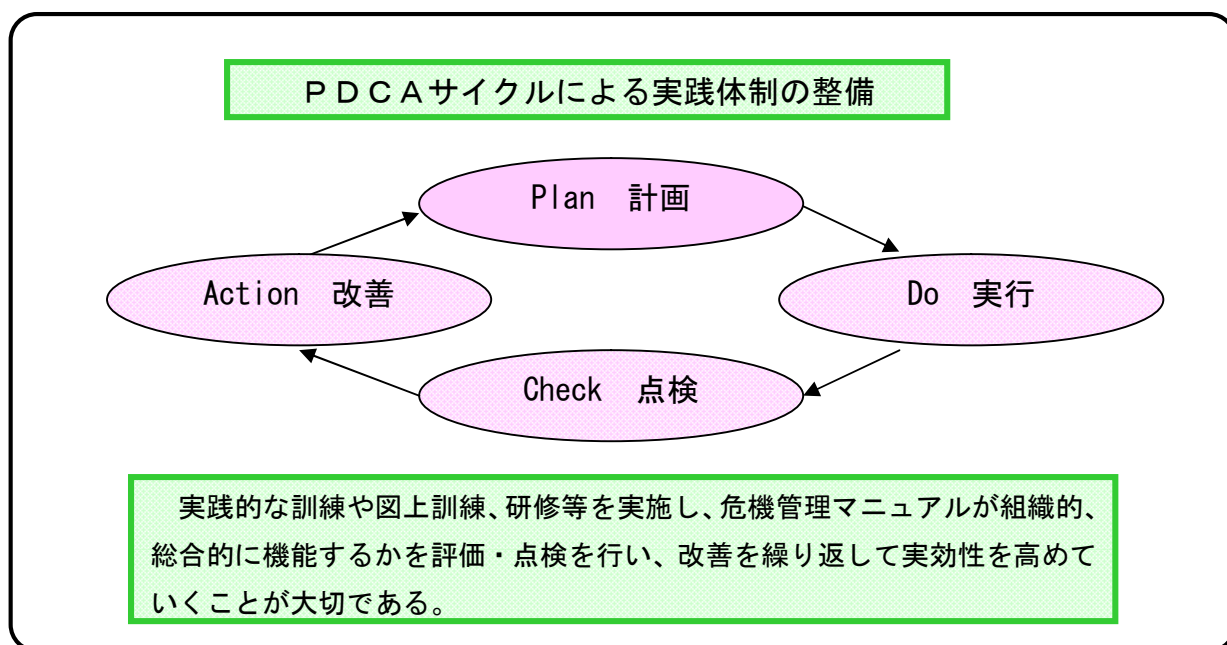 ＰＤＣＡサイクルによる実践体制の整備
Plan　計画
Action　改善
Do　実行
Check　点検
　実践的な訓練や図上訓練、研修等を実施し、危機管理マニュアルが組織的、
総合的に機能するかを評価・点検を行い、改善を繰り返して実効性を高めて
いくことが大切である。